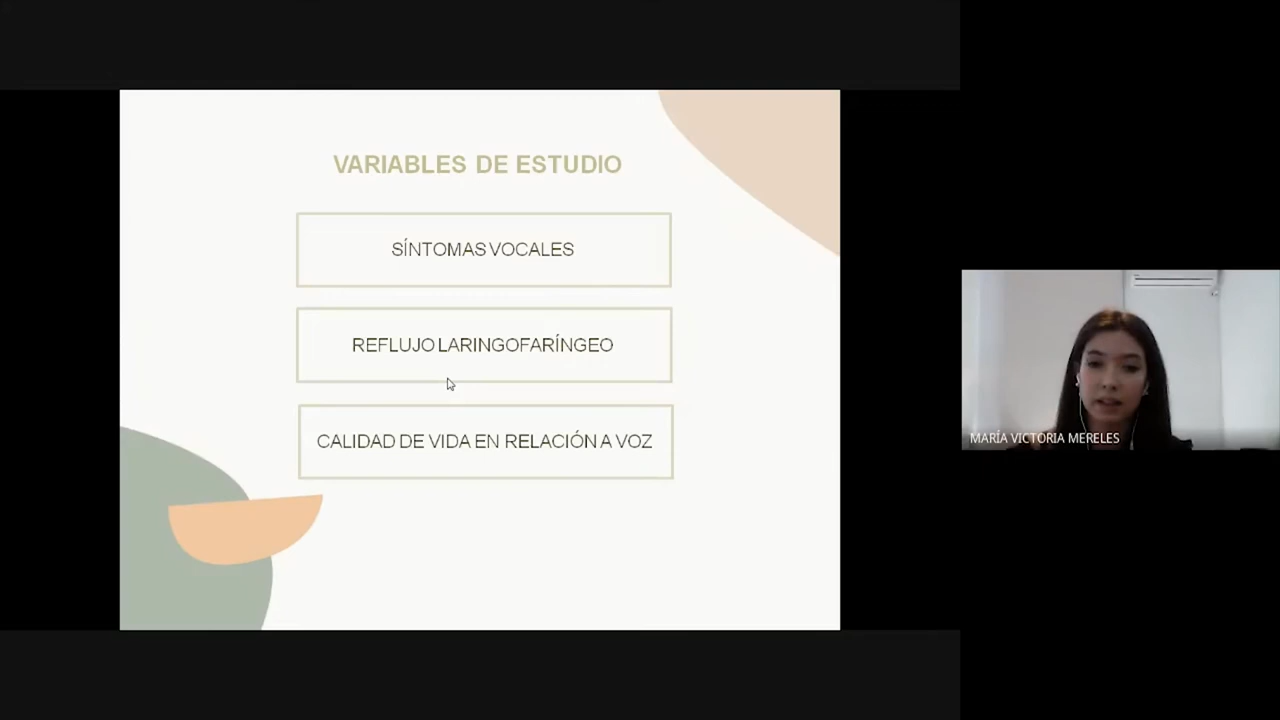 VARIABLES DE ESTUDIO
SÍNTOMAS VOCALES
REFLUJO LARINGOFARÍNGEO
CALIDAD DE VIDA EN RELACIÓN A VOZ
MARÍA VICTORIA MERELES